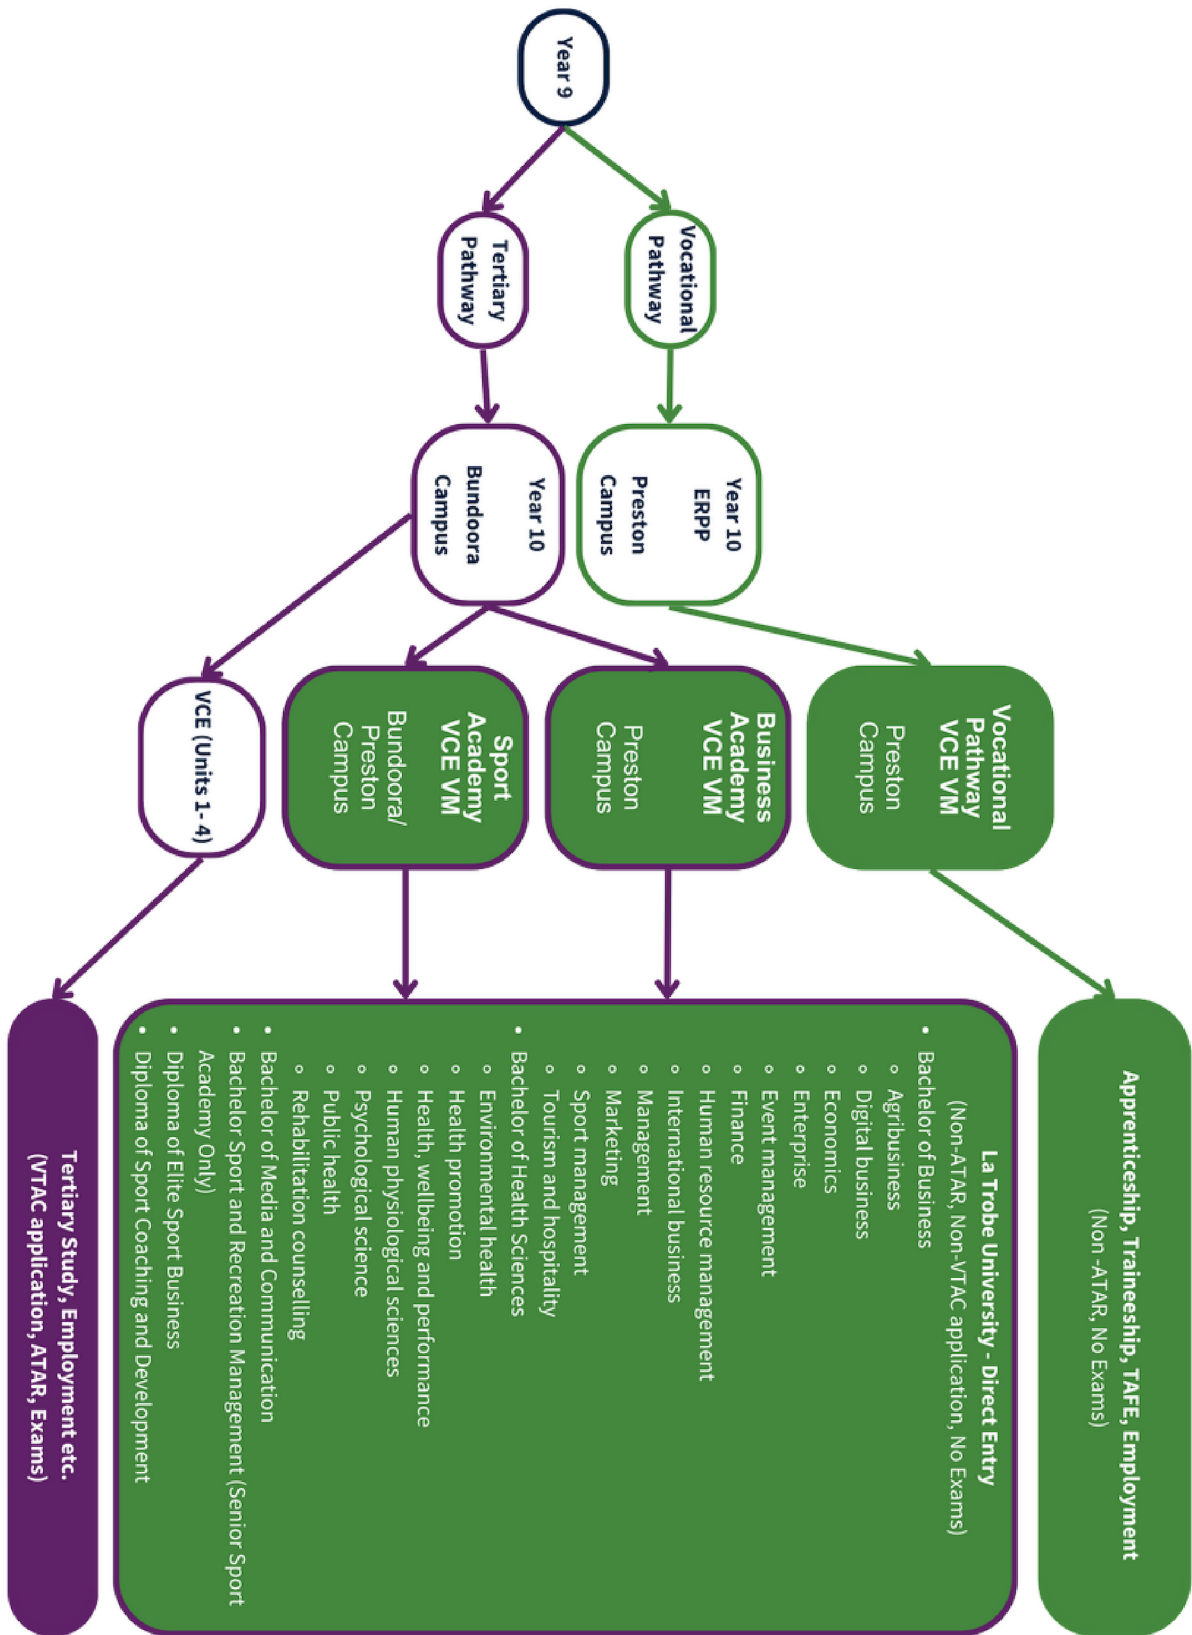 Year 9
Vocational
Pathway
Tertiary
Pathway
Year 10
ERPP
Preston
Campus
Year 10
Bundoora
Campus
Vocational
Pathway
VCE VM
Preston
Campus
Business
Academy
VCE VM
Preston
Campus
Sport
Academy
VCE VM
Bundoora/
Preston
Campus
VCE (Units 1- 4)
Apprenticeship, Traineeship, TAFE, Employment
(Non -ATAR, No Exams)
La Trobe University - Direct Entry
(Non-ATAR, Non-VTAC application, No Exams)
• Bachelor of Business
○ Agribusiness
○ Digital business
○ Economics
○ Enterprise
○ Event management
○ Finance
○ Human resource management
○ International business
○ Management
○ Marketing
○ Sport management
○ Tourism and hospitality
• Bachelor of Health Sciences
○ Environmental health
○ Health promotion
○ Health, wellbeing and performance
○ Human physiological sciences
○ Psychological science
○ Public health
○ Rehabilitation counselling
• Bachelor of Media and Communication
• Bachelor Sport and Recreation Management (Senior Sport
Academy Only)
• Diploma of Elite Sport Business
• Diploma of Sport Coaching and Development
Tertiary Study, Employment etc.
(VTAC application, ATAR, Exams)